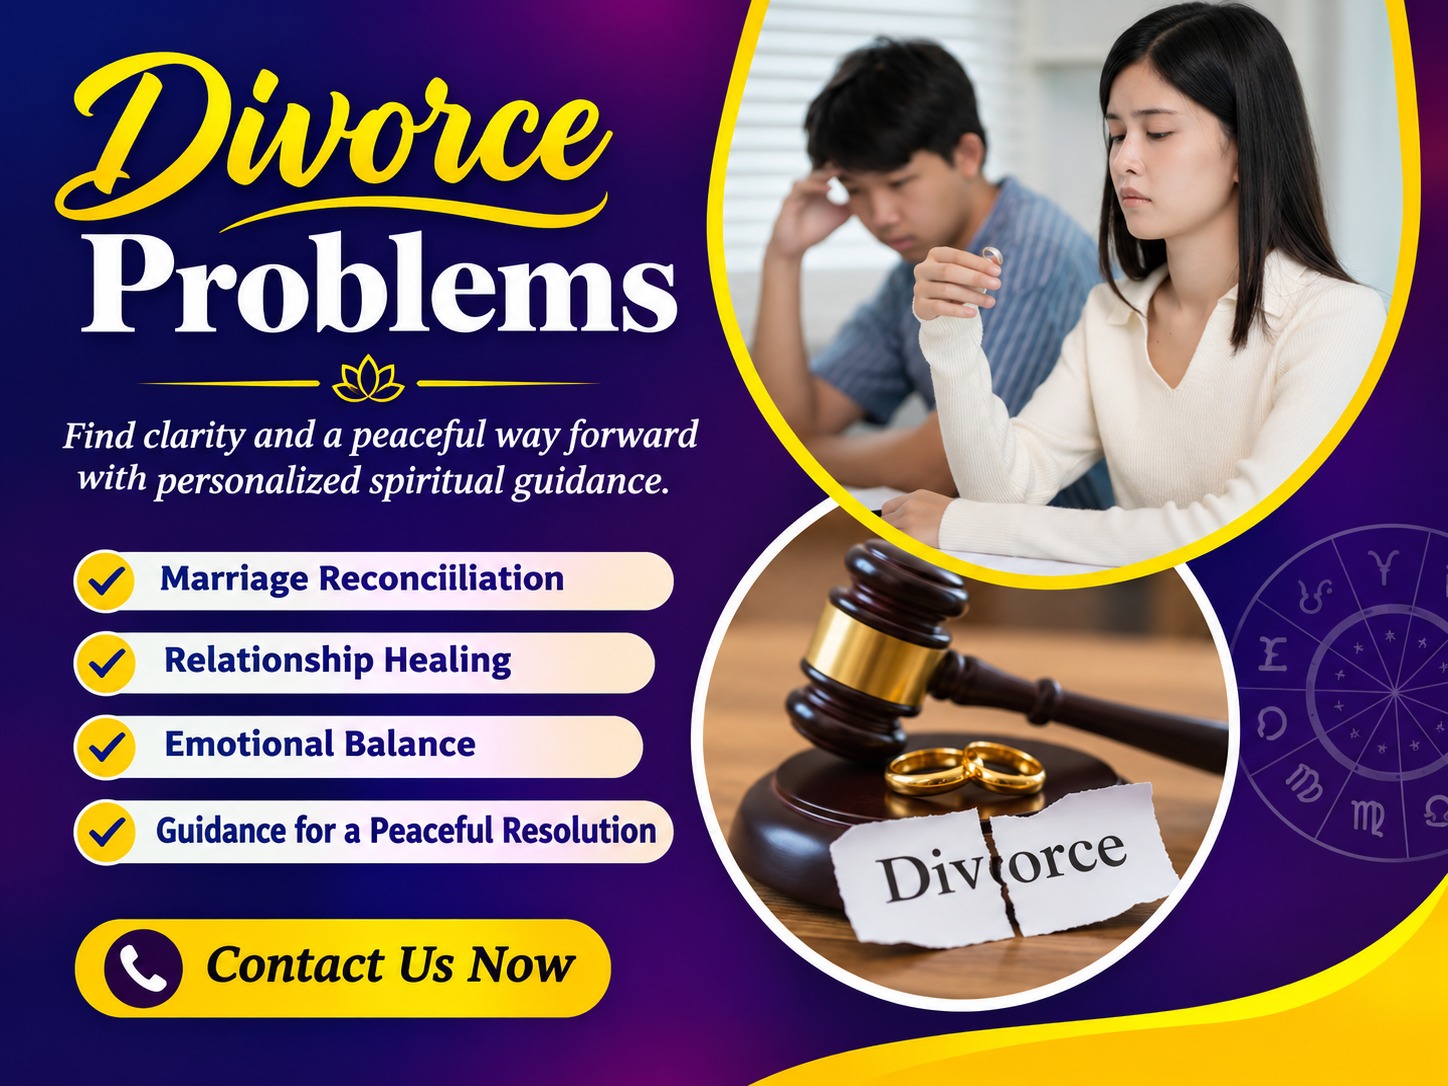 Divorce
Problems
Find clarity and a peaceful way forward
with personalized spiritual guidance.
Marriage Reconciiliation
Relationship Healing
Emotional Balance
Guidance for a Peaceful Resolution
Contact Us Now
Divorce